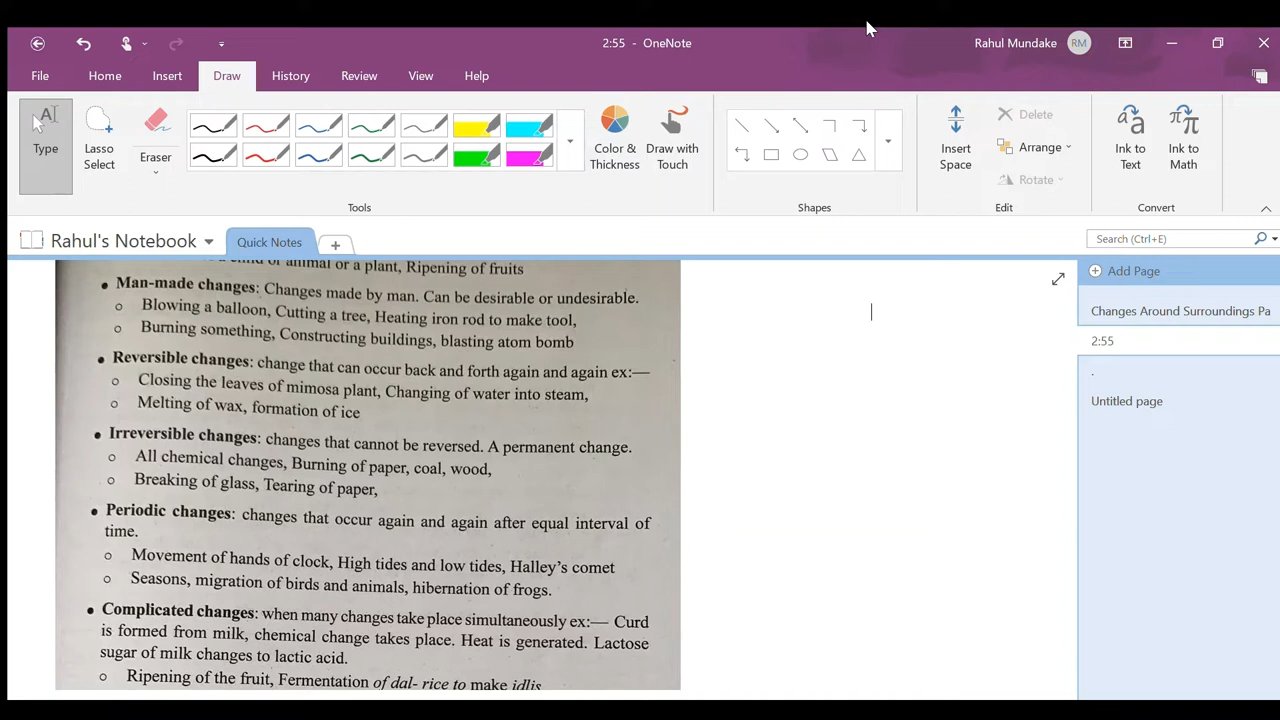 2:55 - OneNote
Rahul Mundake
RM
File
Home
Insert
Draw
History
Review
View
Help
Type
Lasso
Select
Eraser
Color &
Thickness
Draw with
Touch
Insert
Space
Delete
Arrange
Rotate
Ink to
Text
Ink to
Math
Tools
Shapes
Edit
Convert
Rahul's Notebook
Quick Notes
Search (Ctrl+E)
Add Page
Changes Around Surroundings Pa
2:55
.
Untitled page
or animal or a plant, Ripening of fruits
• Man-made changes: Changes made by man. Can be desirable or undesirable.
○ Blowing a balloon, Cutting a tree, Heating iron rod to make tool,
○ Burning something, Constructing buildings, blasting atom bomb
• Reversible changes: change that can occur back and forth again and again ex:—
○ Closing the leaves of mimosa plant, Changing of water into steam,
○ Melting of wax, formation of ice
• Irreversible changes: changes that cannot be reversed. A permanent change.
○ All chemical changes, Burning of paper, coal, wood,
○ Breaking of glass, Tearing of paper,
• Periodic changes: changes that occur again and again after equal interval of
time.
○ Movement of hands of clock, High tides and low tides, Halley's comet
○ Seasons, migration of birds and animals, hibernation of frogs.
• Complicated changes: when many changes take place simultaneously ex:— Curd
is formed from milk, chemical change takes place. Heat is generated. Lactose
sugar of milk changes to lactic acid.
○ Ripening of the fruit, Fermentation of dal- rice to make idlis